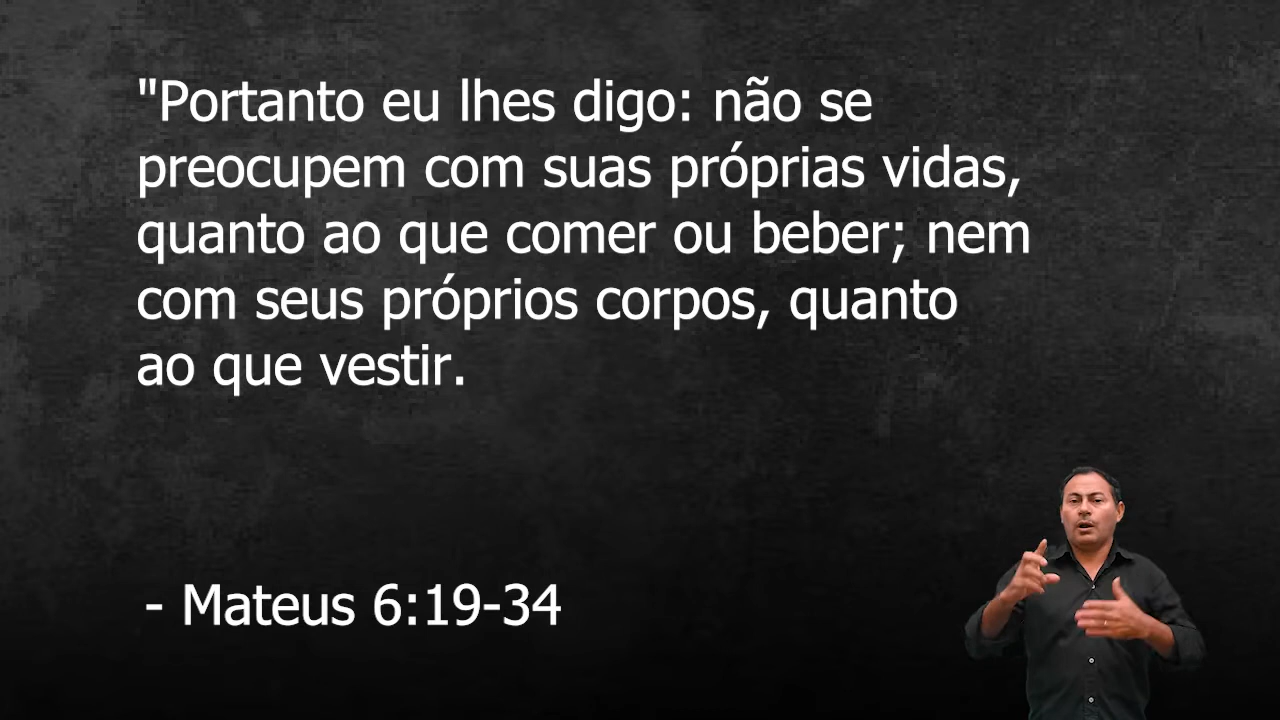 "Portanto eu lhes digo: não se
preocupem com suas próprias vidas,
quanto ao que comer ou beber; nem
com seus próprios corpos, quanto
ao que vestir.
- Mateus 6:19-34